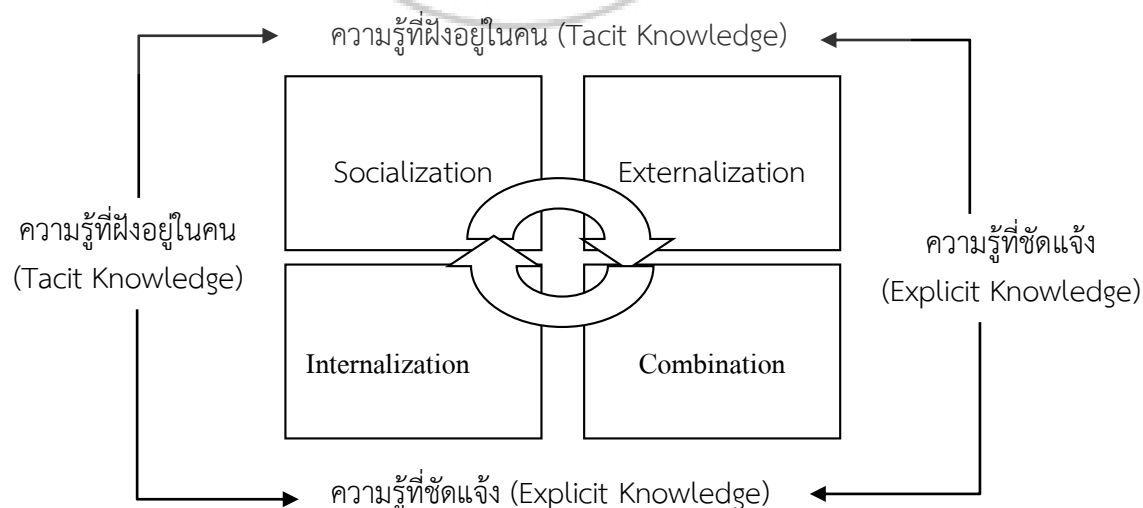 ความรู้ที่ฝังอยู่ในคน (Tacit Knowledge)
Socialization
Externalization
ความรู้ที่ฝังอยู่ในคน
(Tacit Knowledge)
ความรู้ที่ชัดแจ้ง
(Explicit Knowledge)
Internalization
Combination
ความรู้ที่ชัดแจ้ง (Explicit Knowledge)